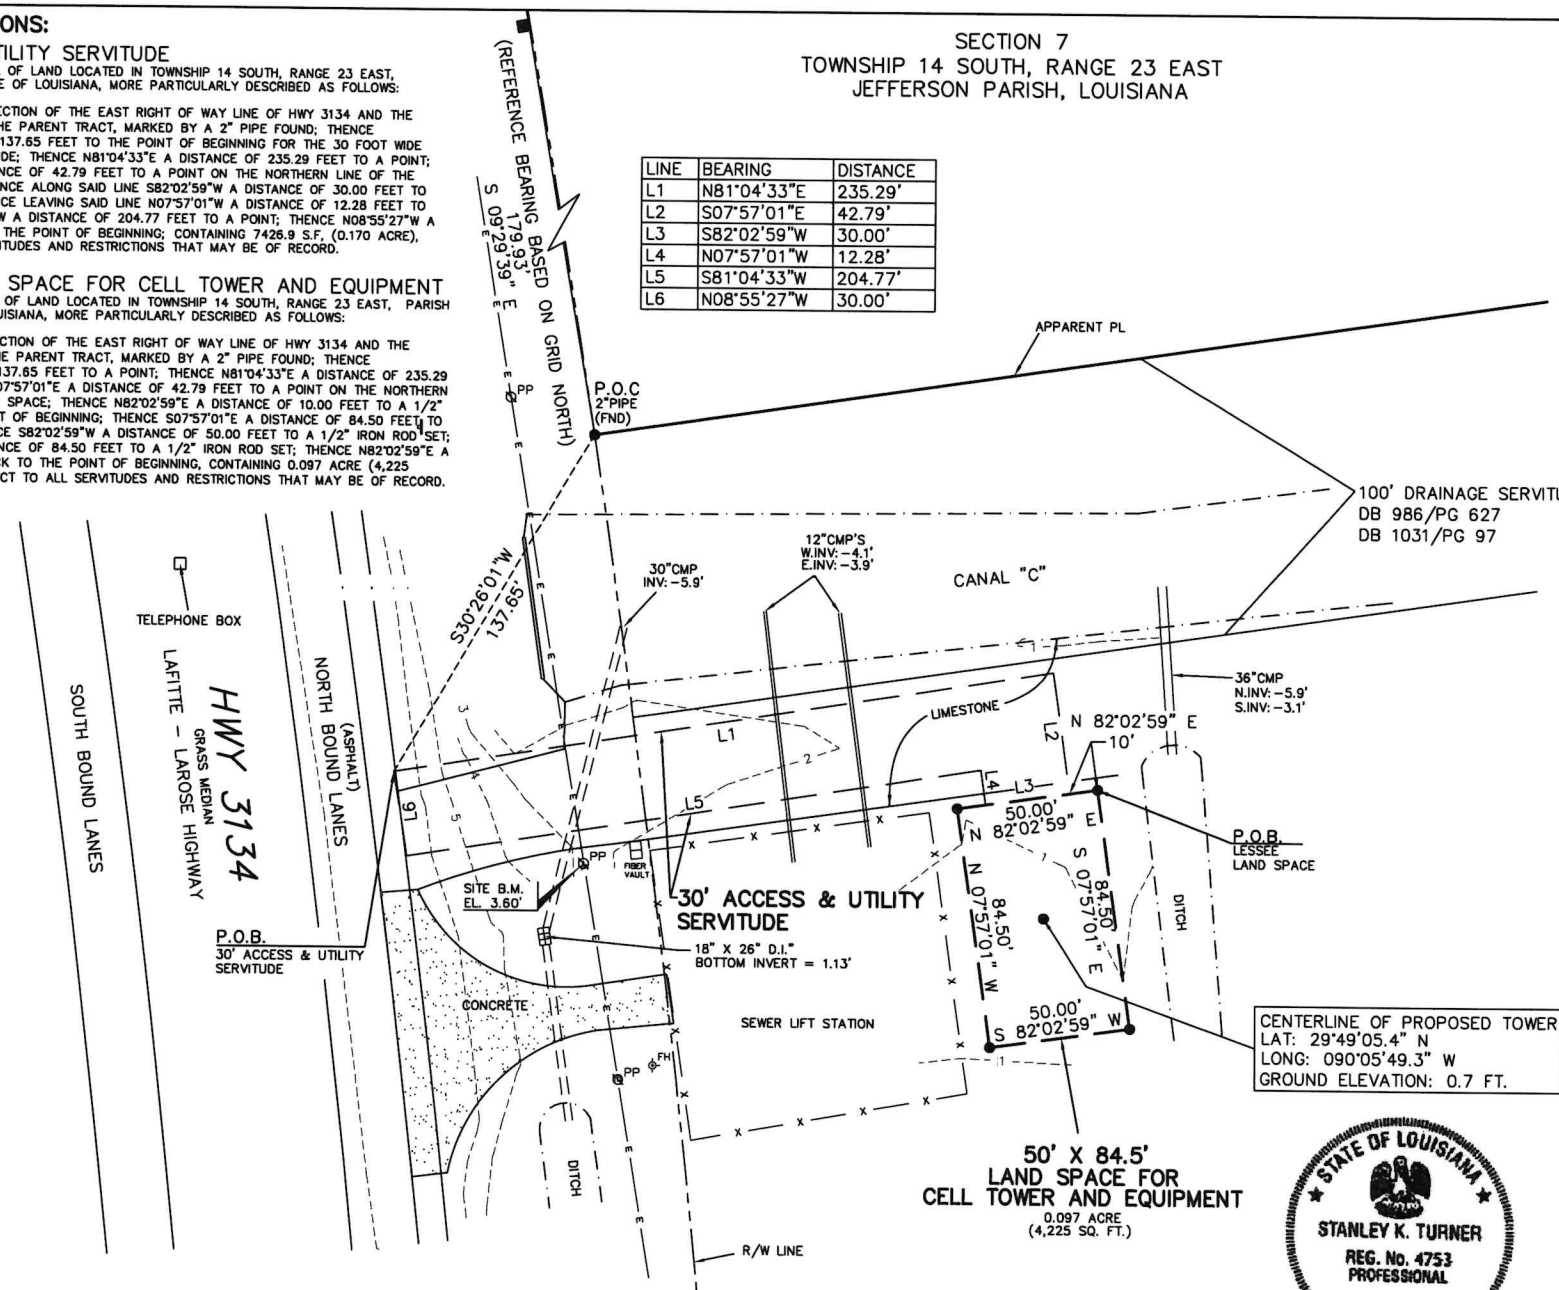 ONS:
TILITY SERVITUDE
OF LAND LOCATED IN TOWNSHIP 14 SOUTH, RANGE 23 EAST,
E OF LOUISIANA, MORE PARTICULARLY DESCRIBED AS FOLLOWS:
ECTION OF THE EAST RIGHT OF WAY LINE OF HWY 3134 AND THE
HE PARENT TRACT, MARKED BY A 2" PIPE FOUND; THENCE
137.65 FEET TO THE POINT OF BEGINNING FOR THE 30 FOOT WIDE
DE; THENCE N81°04'33"E A DISTANCE OF 235.29 FEET TO A POINT;
NCE OF 42.79 FEET TO A POINT ON THE NORTHERN LINE OF THE
NCE ALONG SAID LINE S82°02'59"W A DISTANCE OF 30.00 FEET TO
CE LEAVING SAID LINE N07°57'01"W A DISTANCE OF 12.28 FEET TO
W A DISTANCE OF 204.77 FEET TO A POINT; THENCE N08°55'27"W A
THE POINT OF BEGINNING; CONTAINING 7426.9 S.F, (0.170 ACRE),
ITUDES AND RESTRICTIONS THAT MAY BE OF RECORD.
SPACE FOR CELL TOWER AND EQUIPMENT
OF LAND LOCATED IN TOWNSHIP 14 SOUTH, RANGE 23 EAST, PARISH
UISIANA, MORE PARTICULARLY DESCRIBED AS FOLLOWS:
CTION OF THE EAST RIGHT OF WAY LINE OF HWY 3134 AND THE
HE PARENT TRACT, MARKED BY A 2" PIPE FOUND; THENCE
137.65 FEET TO A POINT; THENCE N81°04'33"E A DISTANCE OF 235.29
07°57'01"E A DISTANCE OF 42.79 FEET TO A POINT ON THE NORTHERN
SPACE; THENCE N82°02'59"E A DISTANCE OF 10.00 FEET TO A 1/2"
T OF BEGINNING; THENCE S07°57'01"E A DISTANCE OF 84.50 FEET TO
CE S82°02'59"W A DISTANCE OF 50.00 FEET TO A 1/2" IRON ROD SET;
NCE OF 84.50 FEET TO A 1/2" IRON ROD SET; THENCE N82°02'59"E A
CK TO THE POINT OF BEGINNING, CONTAINING 0.097 ACRE (4,225
CT TO ALL SERVITUDES AND RESTRICTIONS THAT MAY BE OF RECORD.
SECTION 7
TOWNSHIP 14 SOUTH, RANGE 23 EAST
JEFFERSON PARISH, LOUISIANA
LINE BEARING DISTANCE
L1 N81°04'33"E 235.29'
L2 S07°57'01"E 42.79'
L3 S82°02'59"W 30.00'
L4 N07°57'01"W 12.28'
L5 S81°04'33"W 204.77'
L6 N08°55'27"W 30.00'
(REFERENCE BEARING BASED ON GRID NORTH)
179.93'
S 09°29'39" E
APPARENT PL
PP
P.O.C
2"PIPE
(FND)
100' DRAINAGE SERVITU
DB 986/PG 627
DB 1031/PG 97
S30°26'01"W
137.65'
30"CMP
INV: -5.9'
12"CMP'S
W.INV: -4.1'
E.INV: -3.9'
CANAL "C"
TELEPHONE BOX
36"CMP
N.INV: -5.9'
S.INV: -3.1'
LIMESTONE
SOUTH BOUND LANES
LAFITTE - LAROSE HIGHWAY
GRASS MEDIAN
HWY 3134
NORTH BOUND LANES
(ASPHALT)
3
4
5
2
1
1
1
L1
L2
L3
L4
L5
L6
N 82°02'59" E
10'
50.00'
N 82°02'59" E
P.O.B.
LESSEE
LAND SPACE
S 07°57'01" E
84.50'
84.50'
N 07°57'01" W
50.00'
S 82°02'59" W
DITCH
PP
FIBER
VAULT
SITE B.M.
EL. 3.60'
30' ACCESS & UTILITY
SERVITUDE
P.O.B.
30' ACCESS & UTILITY
SERVITUDE
18" X 26" D.I."
BOTTOM INVERT = 1.13'
CONCRETE
SEWER LIFT STATION
PP
FH
DITCH
CENTERLINE OF PROPOSED TOWER
LAT: 29°49'05.4" N
LONG: 090°05'49.3" W
GROUND ELEVATION: 0.7 FT.
50' X 84.5'
LAND SPACE FOR
CELL TOWER AND EQUIPMENT
0.097 ACRE
(4,225 SQ. FT.)
R/W LINE
STATE OF LOUISIANA
STANLEY K. TURNER
REG. No. 4753
PROFESSIONAL